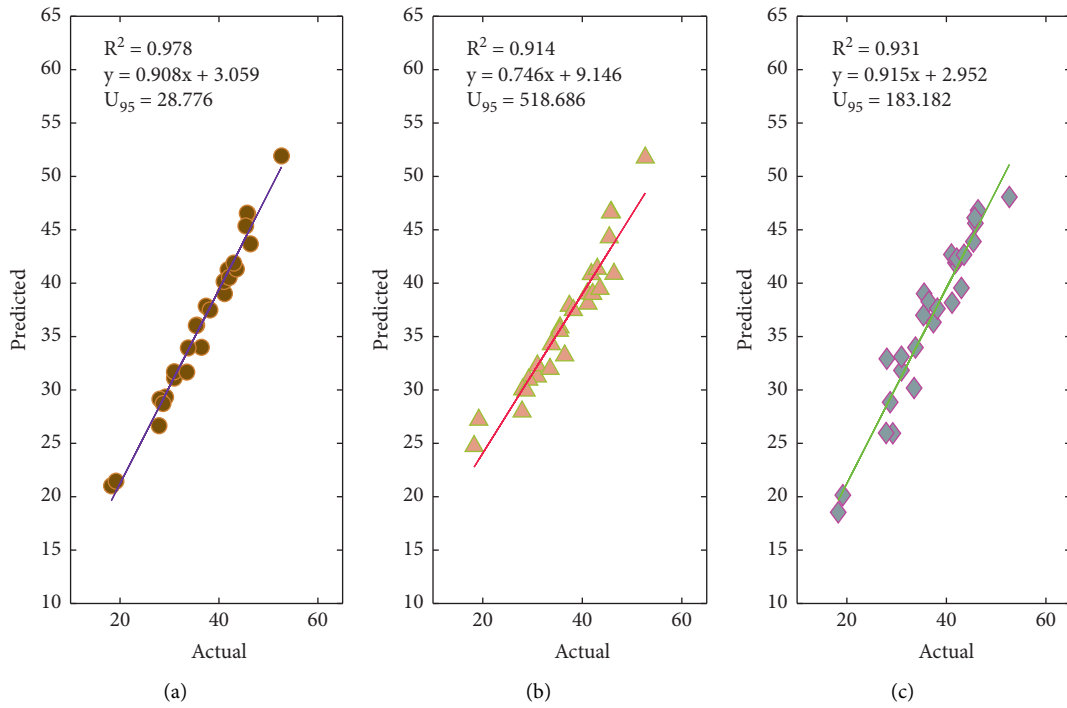 65
60
55
50
45
40
35
30
25
20
15
10
Predicted
R² = 0.978
y = 0.908x + 3.059
U₉₅ = 28.776
20 40 60
Actual
(a)
65
60
55
50
45
40
35
30
25
20
15
10
Predicted
R² = 0.914
y = 0.746x + 9.146
U₉₅ = 518.686
20 40 60
Actual
(b)
65
60
55
50
45
40
35
30
25
20
15
10
Predicted
R² = 0.931
y = 0.915x + 2.952
U₉₅ = 183.182
20 40 60
Actual
(c)